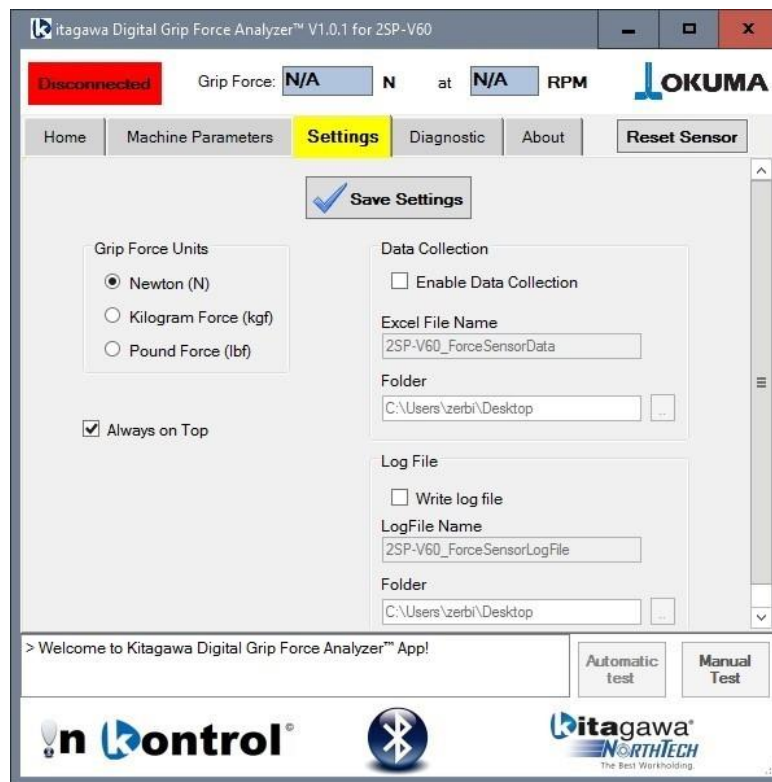 kitagawa Digital Grip Force Analyzer™ V1.0.1 for 2SP-V60
Disconnected Grip Force: N/A N at N/A RPM OKUMA
Home Machine Parameters Settings Diagnostic About Reset Sensor
Save Settings
Grip Force Units
Newton (N)
Kilogram Force (kgf)
Pound Force (lbf)
Always on Top
Data Collection
Enable Data Collection
Excel File Name
2SP-V60_ForceSensorData
Folder
C:\Users\zerbi\Desktop ..
Log File
Write log file
LogFile Name
2SP-V60_ForceSensorLogFile
Folder
C:\Users\zerbi\Desktop ..
> Welcome to Kitagawa Digital Grip Force Analyzer™ App!
Automatic
test
Manual
Test
in kontrol©
kitagawa®
NORTHTECH
The Best Workholding.